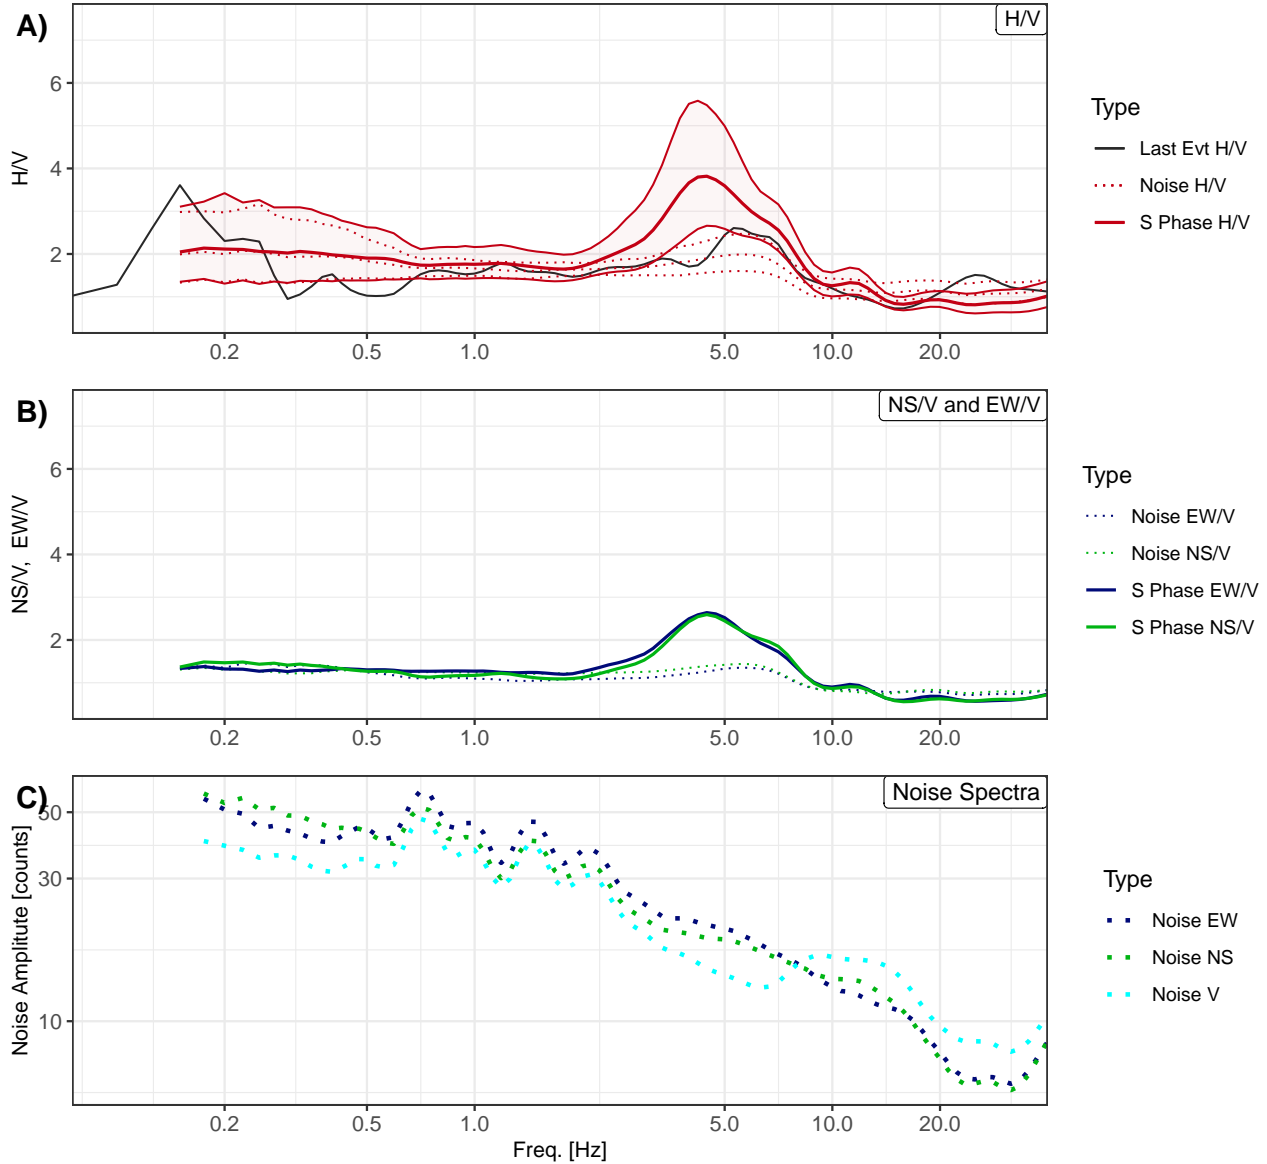 A)
H/V
6
4
2
H/V
0.2 0.5 1.0 5.0 10.0 20.0
Type
Last Evt H/V
Noise H/V
S Phase H/V
B)
NS/V and EW/V
6
4
2
NS/V, EW/V
0.2 0.5 1.0 5.0 10.0 20.0
Type
Noise EW/V
Noise NS/V
S Phase EW/V
S Phase NS/V
C)
Noise Spectra
50
30
10
Noise Amplitude [counts]
0.2 0.5 1.0 5.0 10.0 20.0
Freq. [Hz]
Type
Noise EW
Noise NS
Noise V